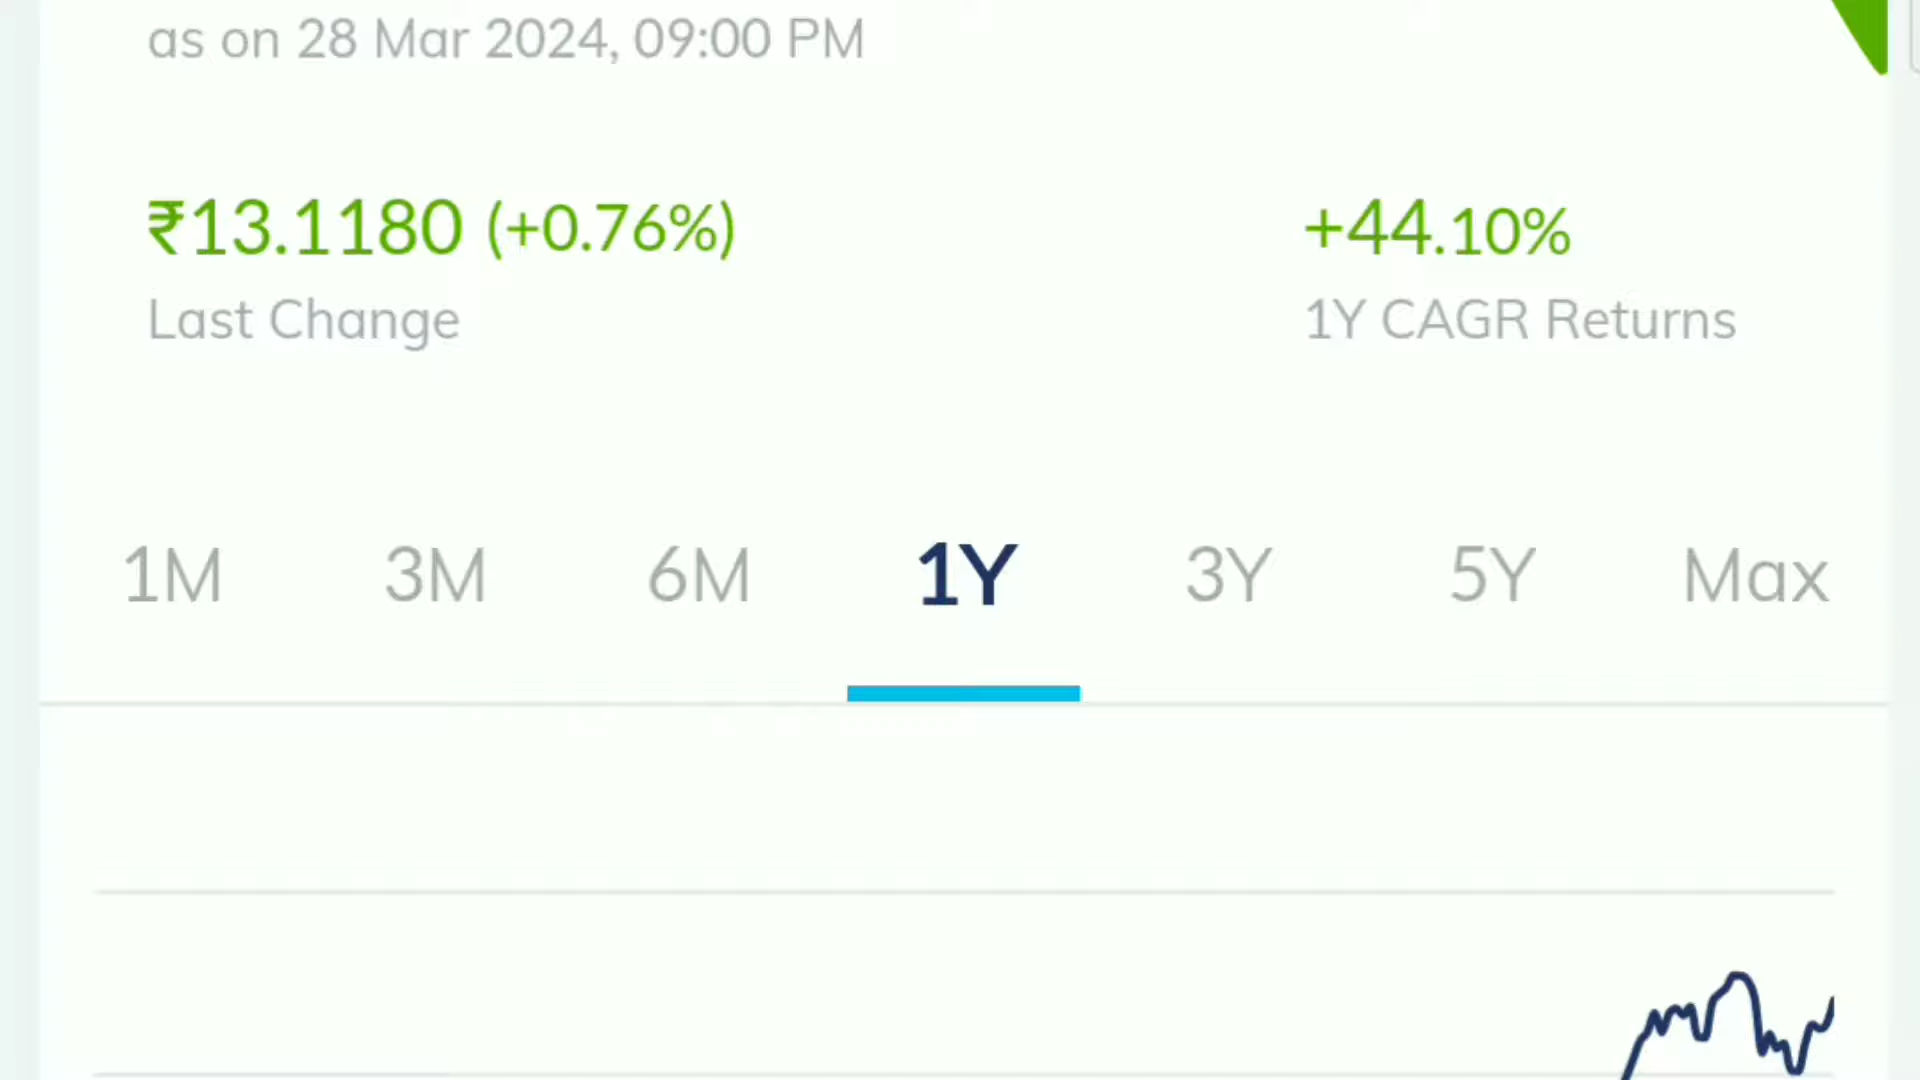 as on 28 Mar 2024, 09:00 PM
₹13.1180 (+0.76%) +44.10%
Last Change 1Y CAGR Returns
1M 3M 6M 1Y 3Y 5Y Max